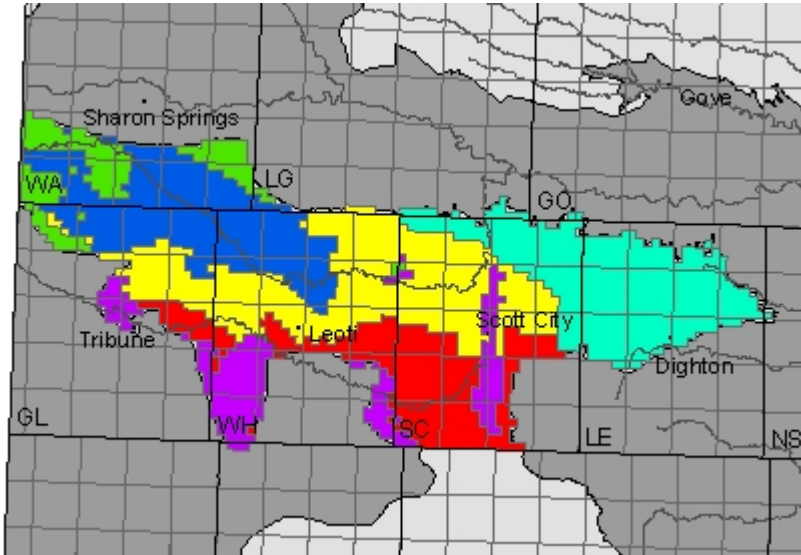 Sharon Springs
Gove
WA
LG
GO
Tribune
Leoti
Scott City
Dighton
GL
WH
SC
LE
NS